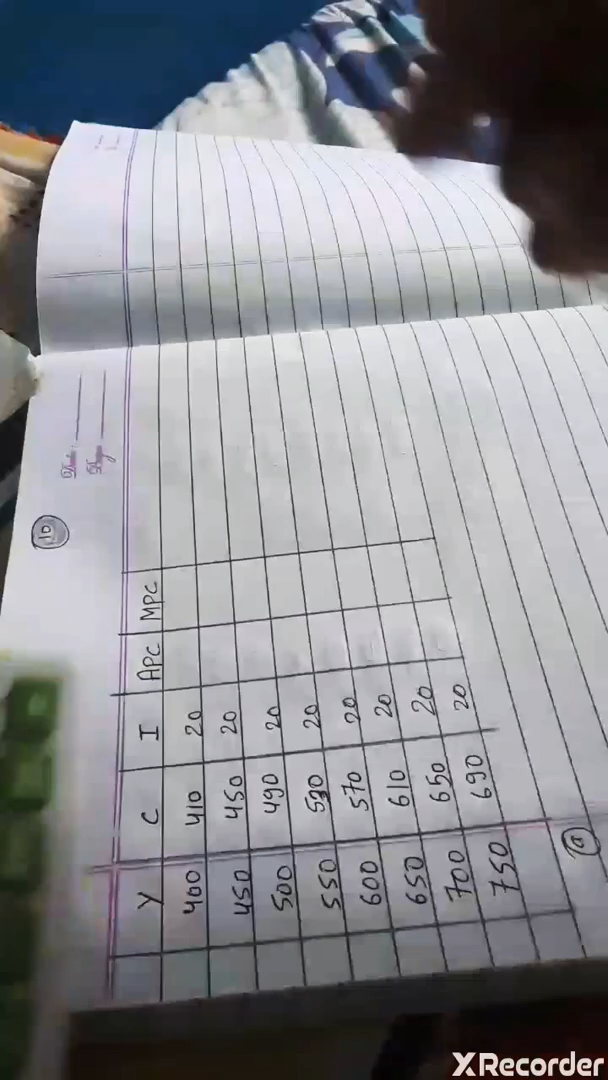 10
Date:
Page
Y C I APC MPC
400 410 20
450 450 20
500 490 20
550 530 20
600 570 20
650 610 20
700 650 20
750 690 20
a
XRecorder